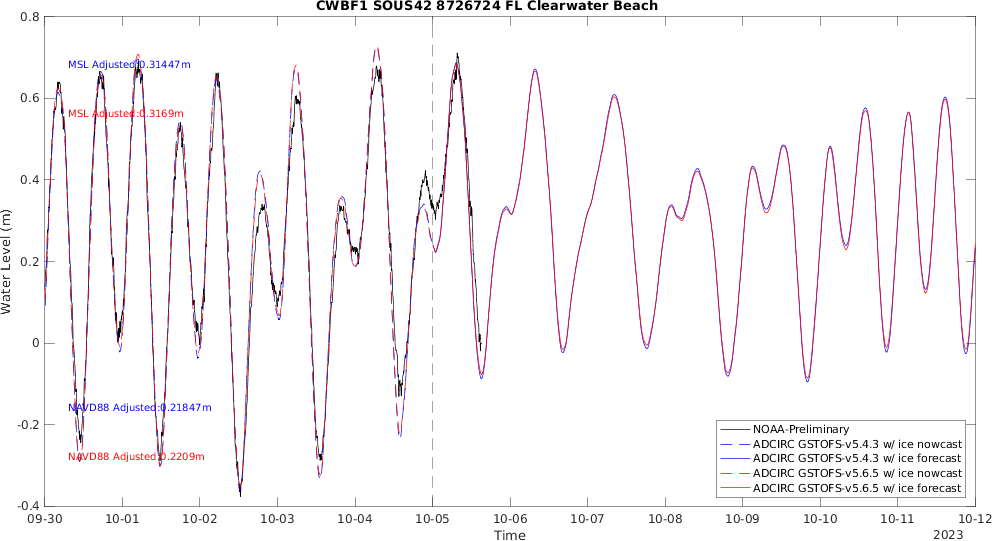 CWBF1 SOUS42 8726724 FL Clearwater Beach
Water Level (m)
0.8
0.6
0.4
0.2
0
-0.2
-0.4
MSL Adjusted:0.31447m
MSL Adjusted:0.3169m
NAVD88 Adjusted:0.21847m
NAVD88 Adjusted:0.2209m
NOAA-Preliminary
ADCIRC GSTOFS-v5.4.3 w/ ice nowcast
ADCIRC GSTOFS-v5.4.3 w/ ice forecast
ADCIRC GSTOFS-v5.6.5 w/ ice nowcast
ADCIRC GSTOFS-v5.6.5 w/ ice forecast
09-30 10-01 10-02 10-03 10-04 10-05 10-06 10-07 10-08 10-09 10-10 10-11 10-12
Time
2023